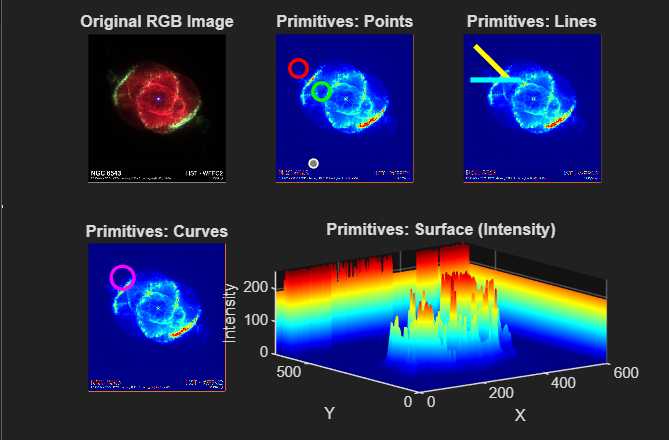 Original RGB Image
Primitives: Points
Primitives: Lines
NGC 6543
HST • WFPC2
Primitives: Curves
Primitives: Surface (Intensity)
Intensity
200
100
0
500
0
Y
0
200
400
600
X